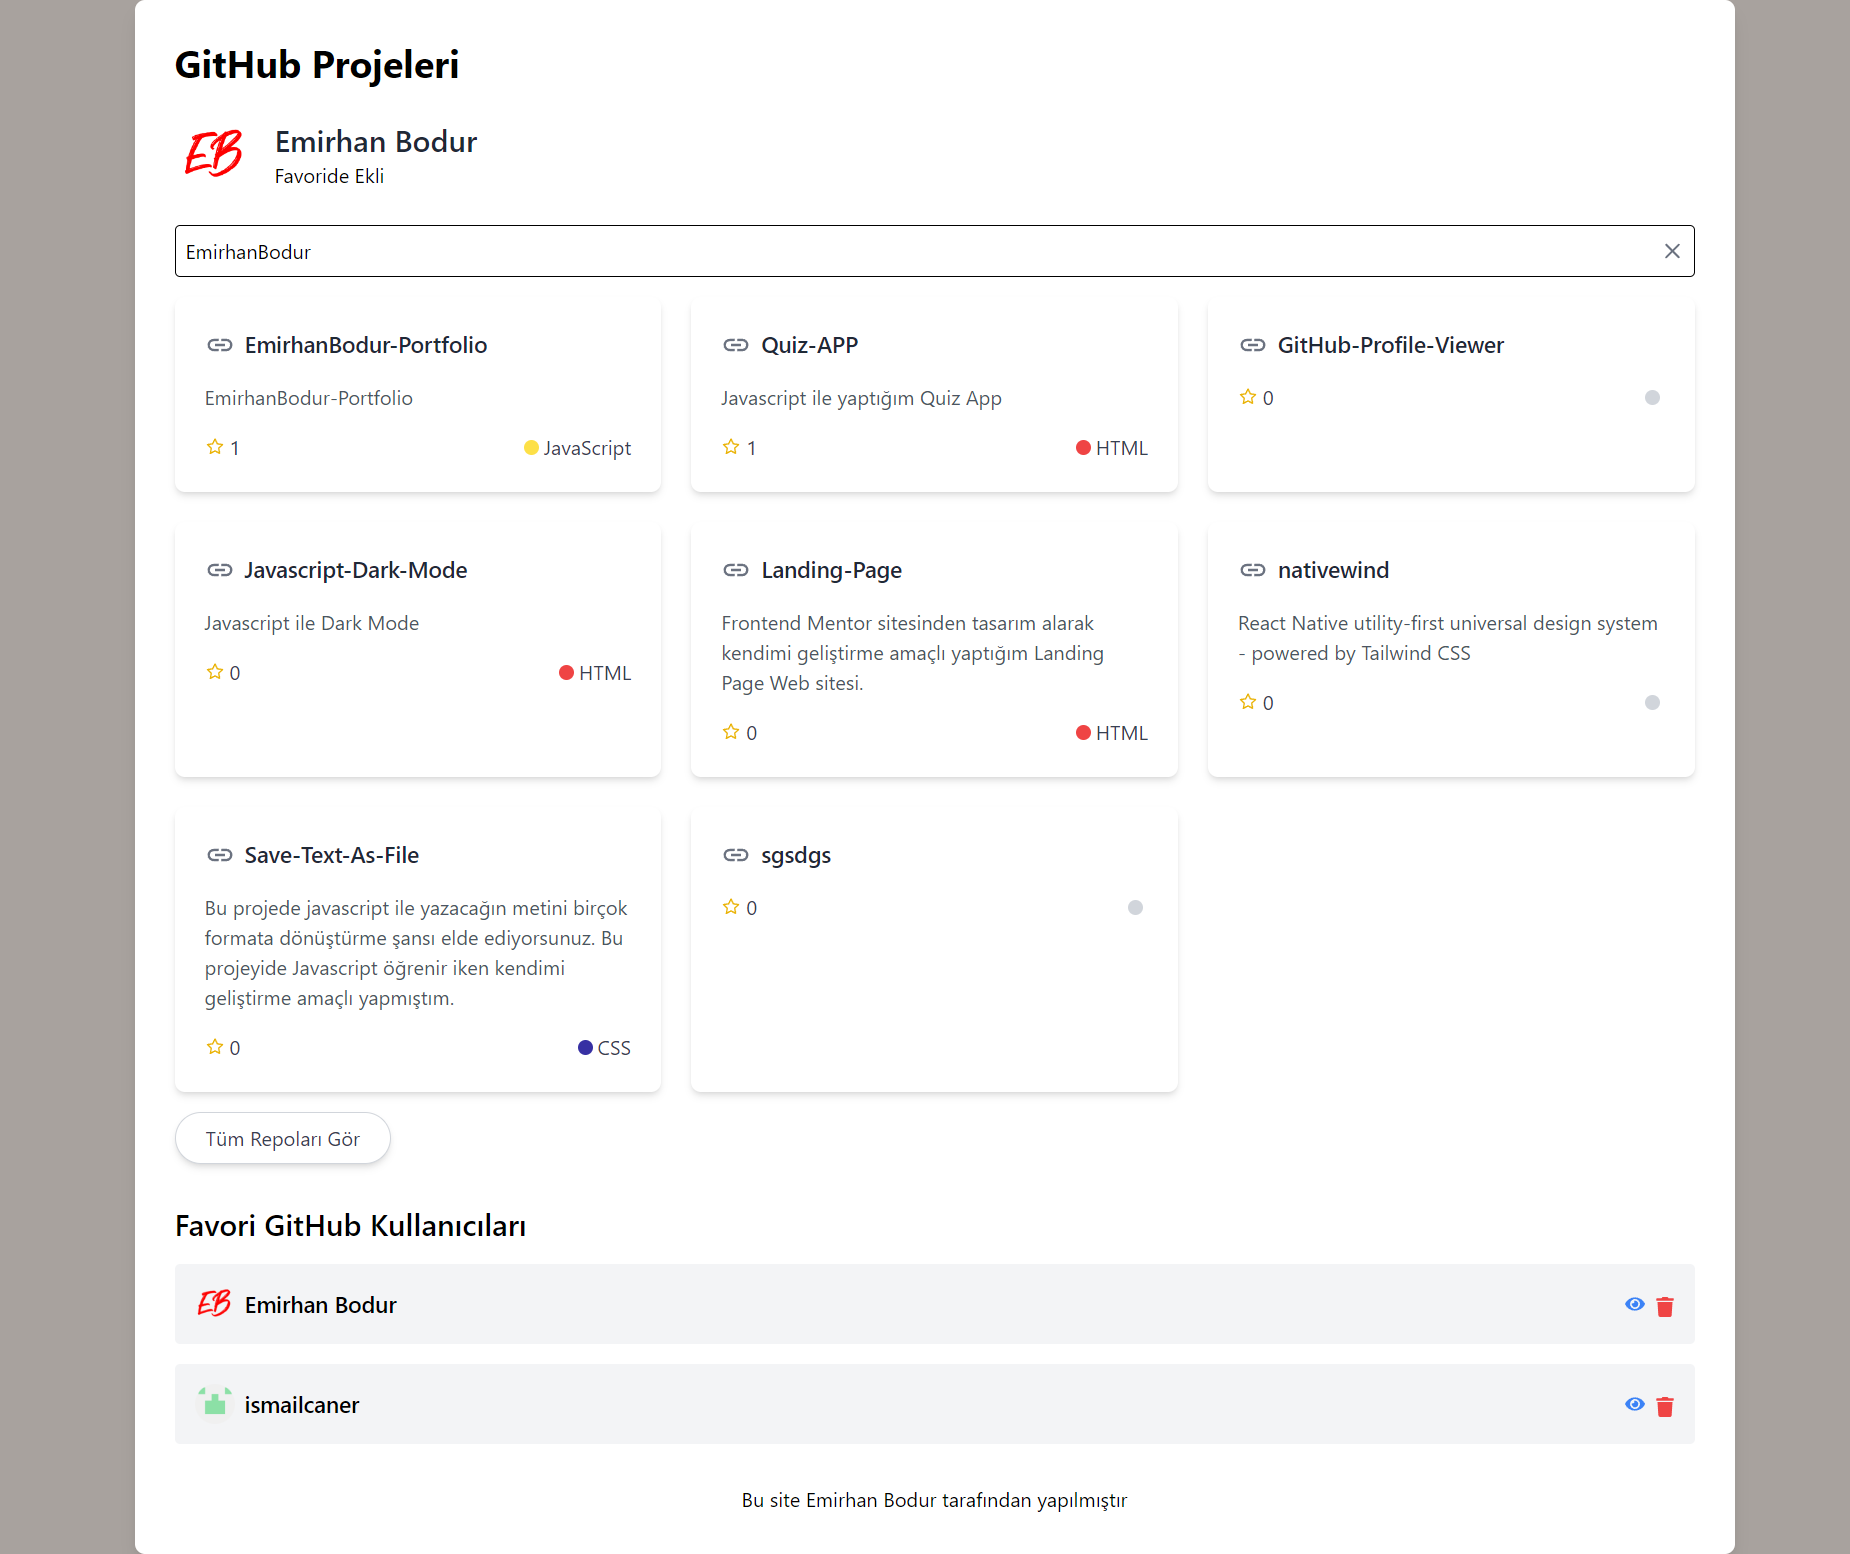 GitHub Projeleri
EB
Emirhan Bodur
Favoride Ekli
EmirhanBodur
EmirhanBodur-Portfolio
EmirhanBodur-Portfolio
1 JavaScript
Quiz-APP
Javascript ile yaptığım Quiz App
1 HTML
GitHub-Profile-Viewer
0
Javascript-Dark-Mode
Javascript ile Dark Mode
0 HTML
Landing-Page
Frontend Mentor sitesinden tasarım alarak
kendimi geliştirme amaçlı yaptığım Landing
Page Web sitesi.
0 HTML
nativewind
React Native utility-first universal design system
- powered by Tailwind CSS
0
Save-Text-As-File
Bu projede javascript ile yazacağın metini birçok
formata dönüştürme şansı elde ediyorsunuz. Bu
projeyide Javascript öğrenir iken kendimi
geliştirme amaçlı yapmıştım.
0 CSS
sgsdgs
0
Tüm Repoları Gör
Favori GitHub Kullanıcıları
EB Emirhan Bodur
ismailcaner
Bu site Emirhan Bodur tarafından yapılmıştır